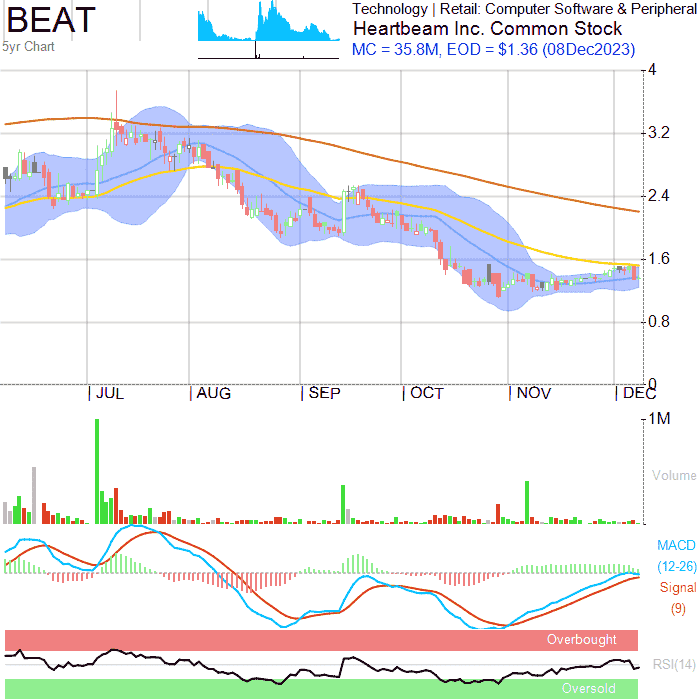 BEAT
5yr Chart
Technology | Retail: Computer Software & Peripheral
Heartbeam Inc. Common Stock
MC = 35.8M, EOD = $1.36 (08Dec2023)
4
3.2
2.4
1.6
0.8
0
JUL AUG SEP OCT NOV DEC
1M
Volume
MACD
(12-26)
Signal
(9)
Overbought
RSI(14)
Oversold